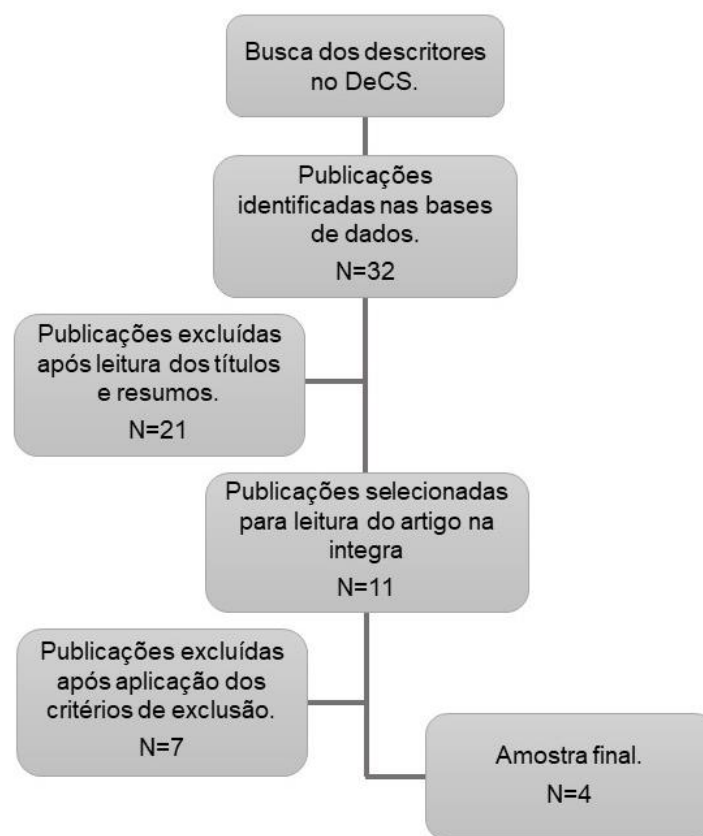 Busca dos descritores
no DeCS.
Publicações
identificadas nas bases
de dados.
N=32
Publicações excluídas
após leitura dos títulos
e resumos.
N=21
Publicações selecionadas
para leitura do artigo na
integra
N=11
Publicações excluídas
após aplicação dos
critérios de exclusão.
N=7
Amostra final.
N=4